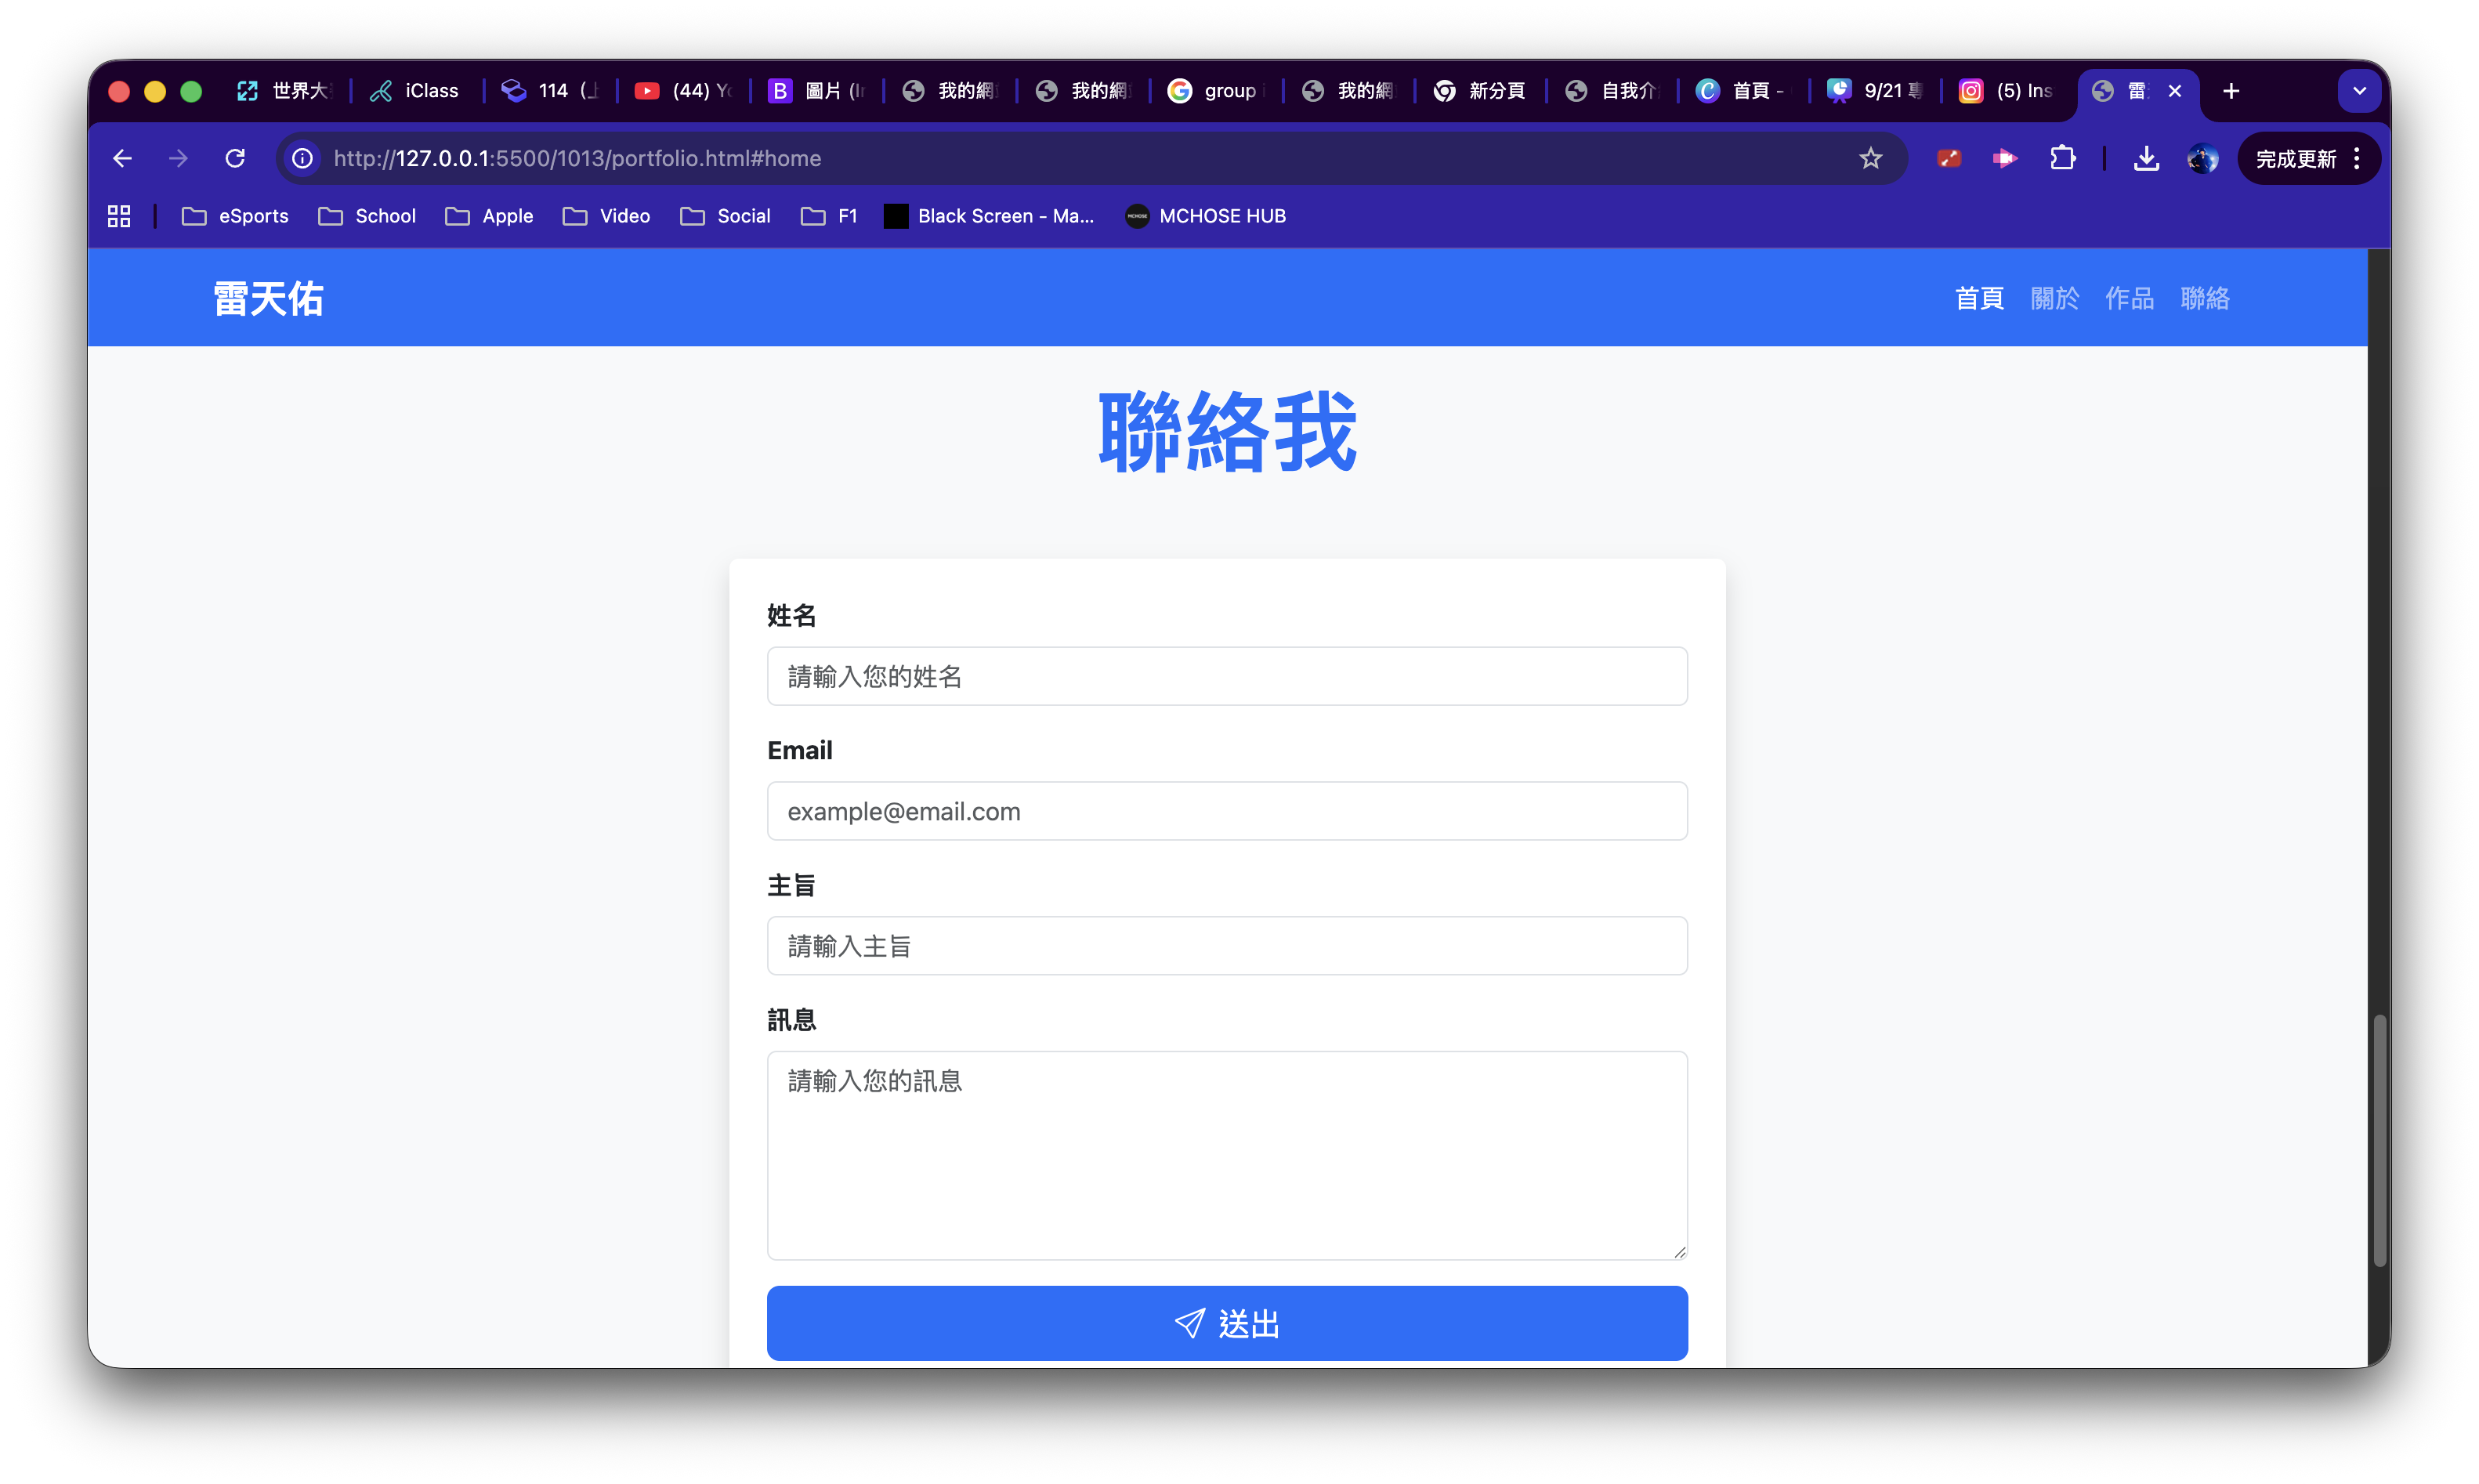 世界大
iClass
114
(44)
圖片
我的網
我的網
group
我的網
新分頁
自我介
首頁 -
9/21
(5) Ins
雷
http://127.0.0.1:5500/1013/portfolio.html#home
完成更新
eSports School Apple Video Social F1 Black Screen - Ma... MCHOSE HUB
雷天佑
首頁 關於 作品 聯絡
聯絡我
姓名
請輸入您的姓名
Email
example@email.com
主旨
請輸入主旨
訊息
請輸入您的訊息
送出